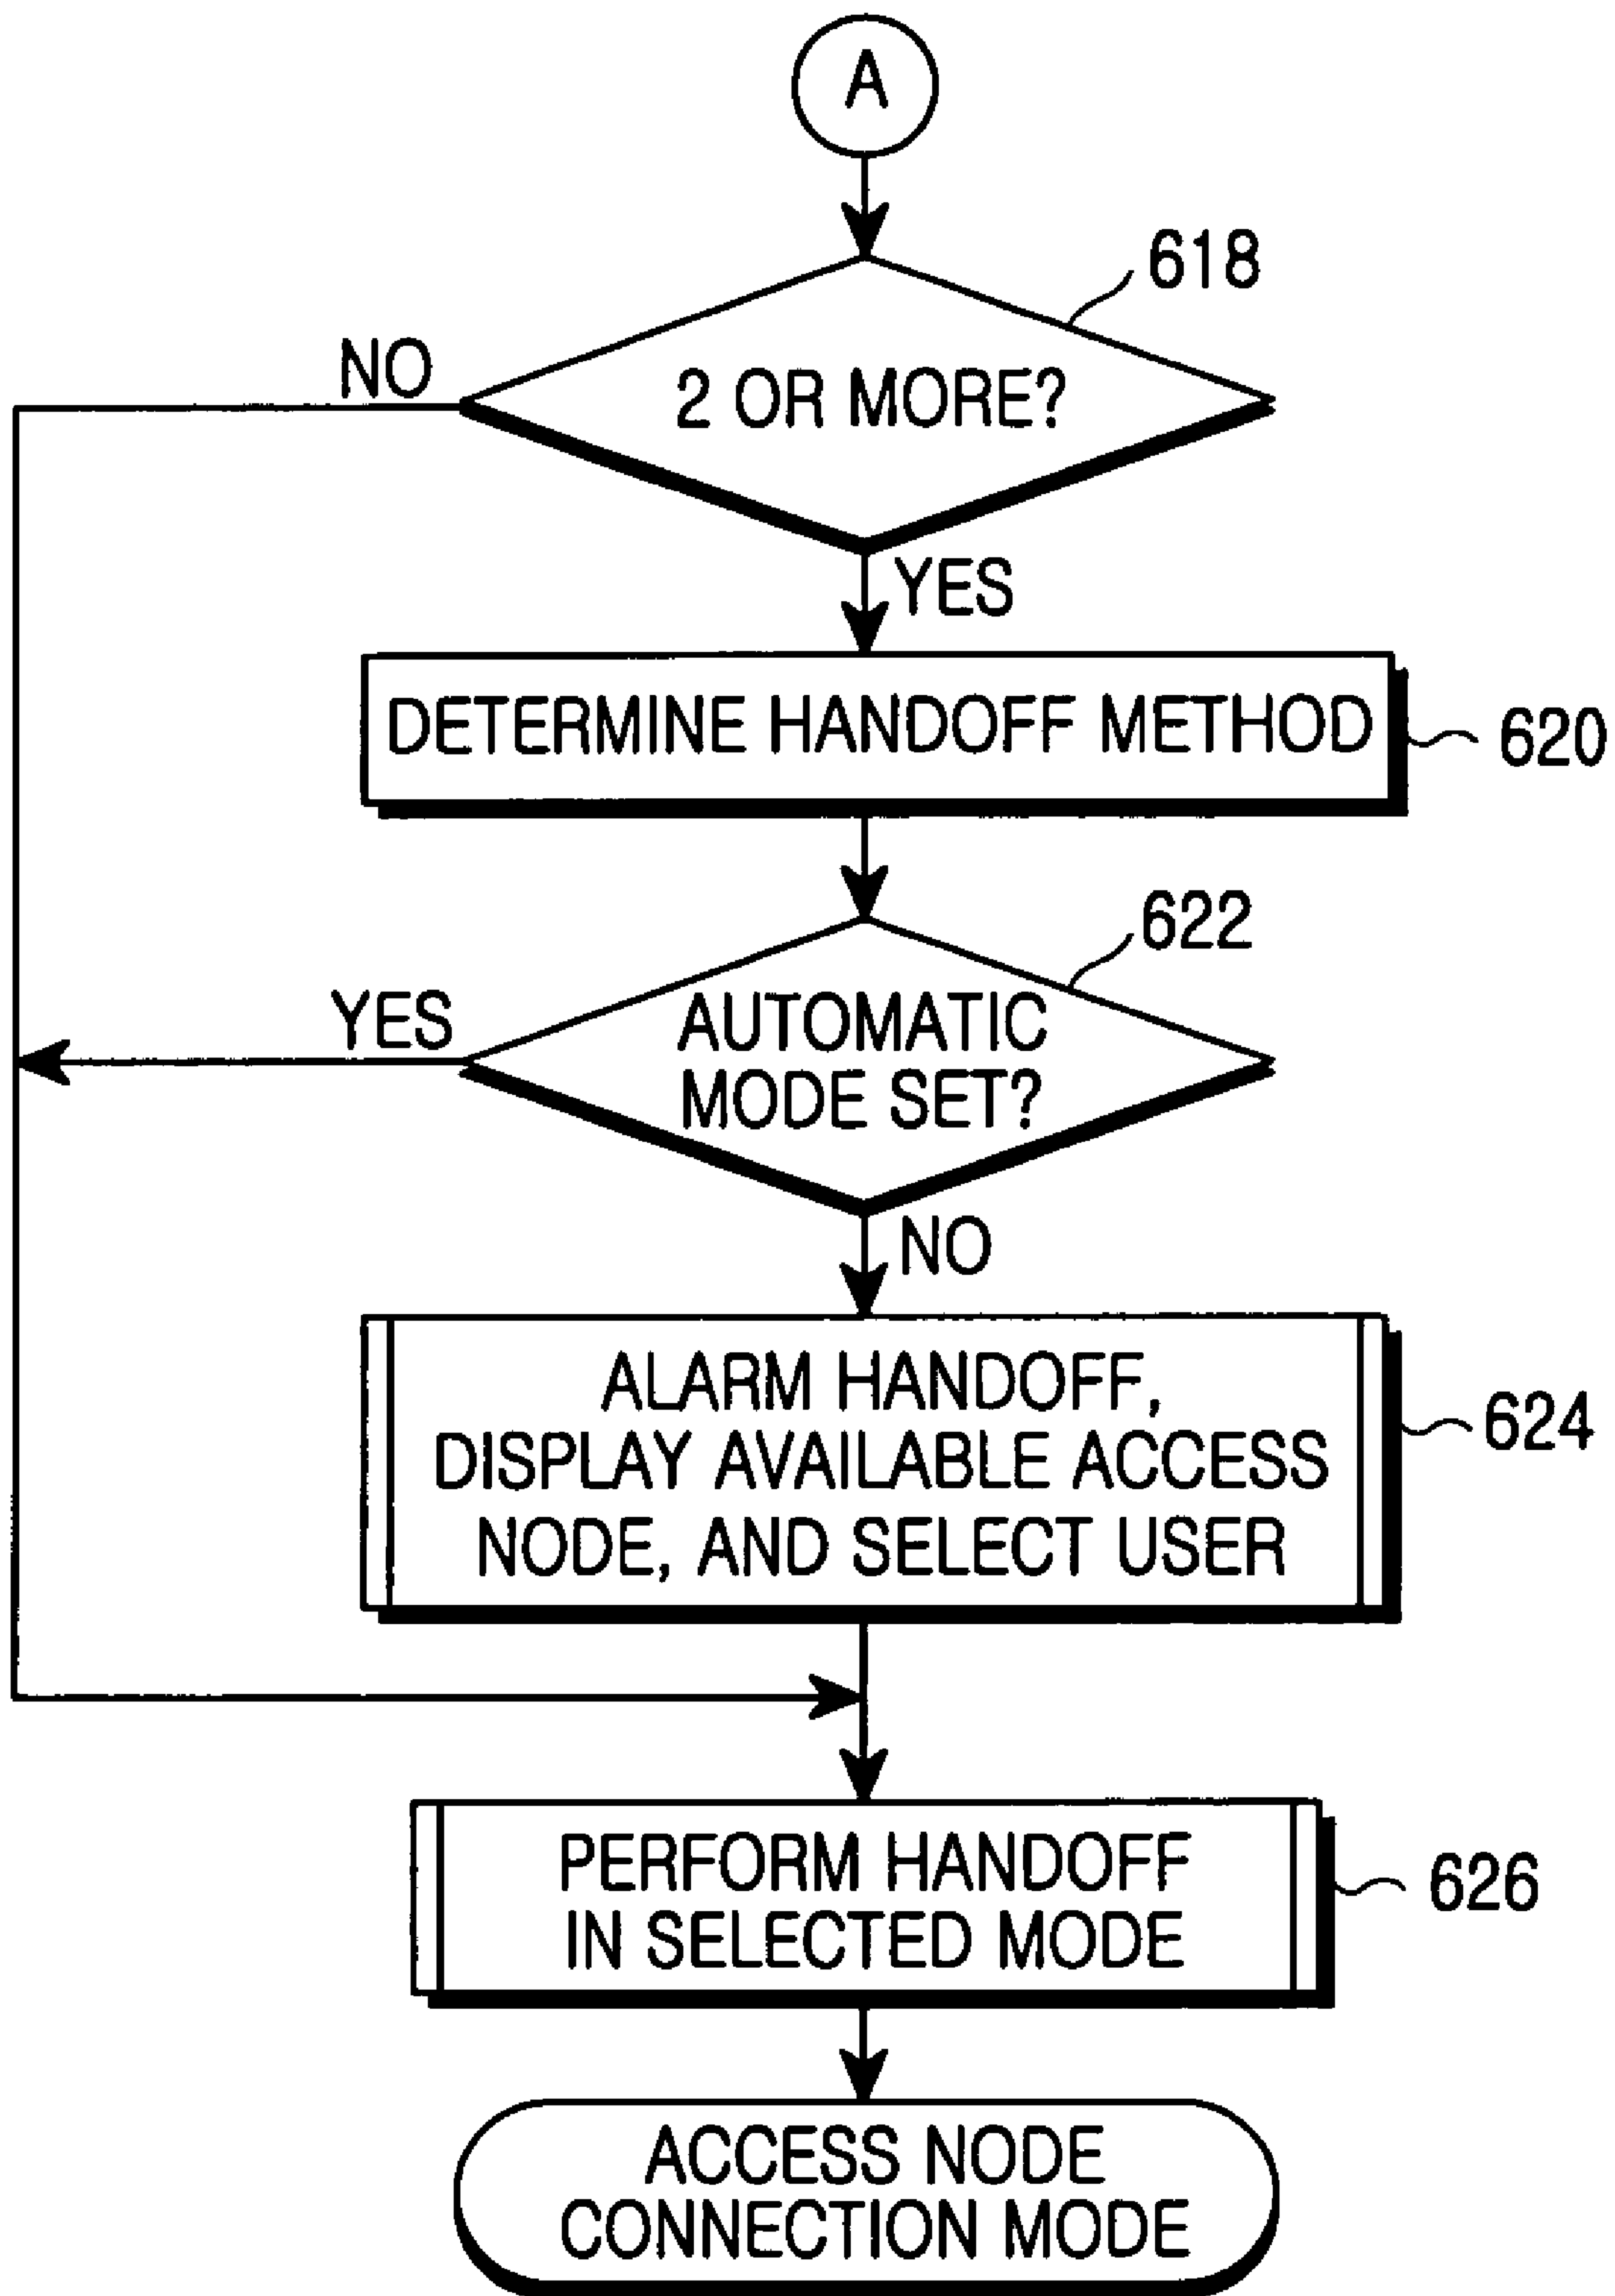 A
618
NO
2 OR MORE?
YES
DETERMINE HANDOFF METHOD
620
622
YES
AUTOMATIC
MODE SET?
NO
ALARM HANDOFF,
DISPLAY AVAILABLE ACCESS
NODE, AND SELECT USER
624
PERFORM HANDOFF
IN SELECTED MODE
626
ACCESS NODE
CONNECTION MODE